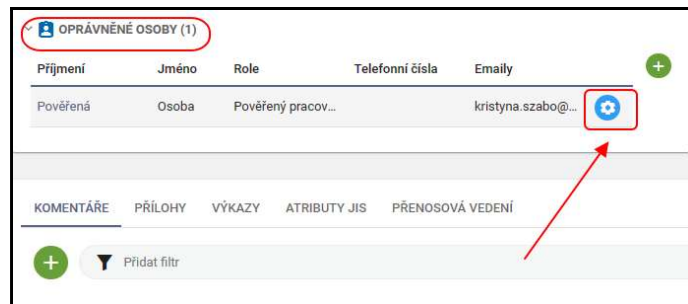 OPRÁVNĚNÉ OSOBY (1)
Příjmení Jméno Role Telefonní čísla Emaily
Pověřená Osoba Pověřený pracov... kristyna.szabo@...
KOMENTÁŘE PŘÍLOHY VÝKAZY ATRIBUTY JIS PŘENOSOVÁ VEDENÍ
Přidat filtr